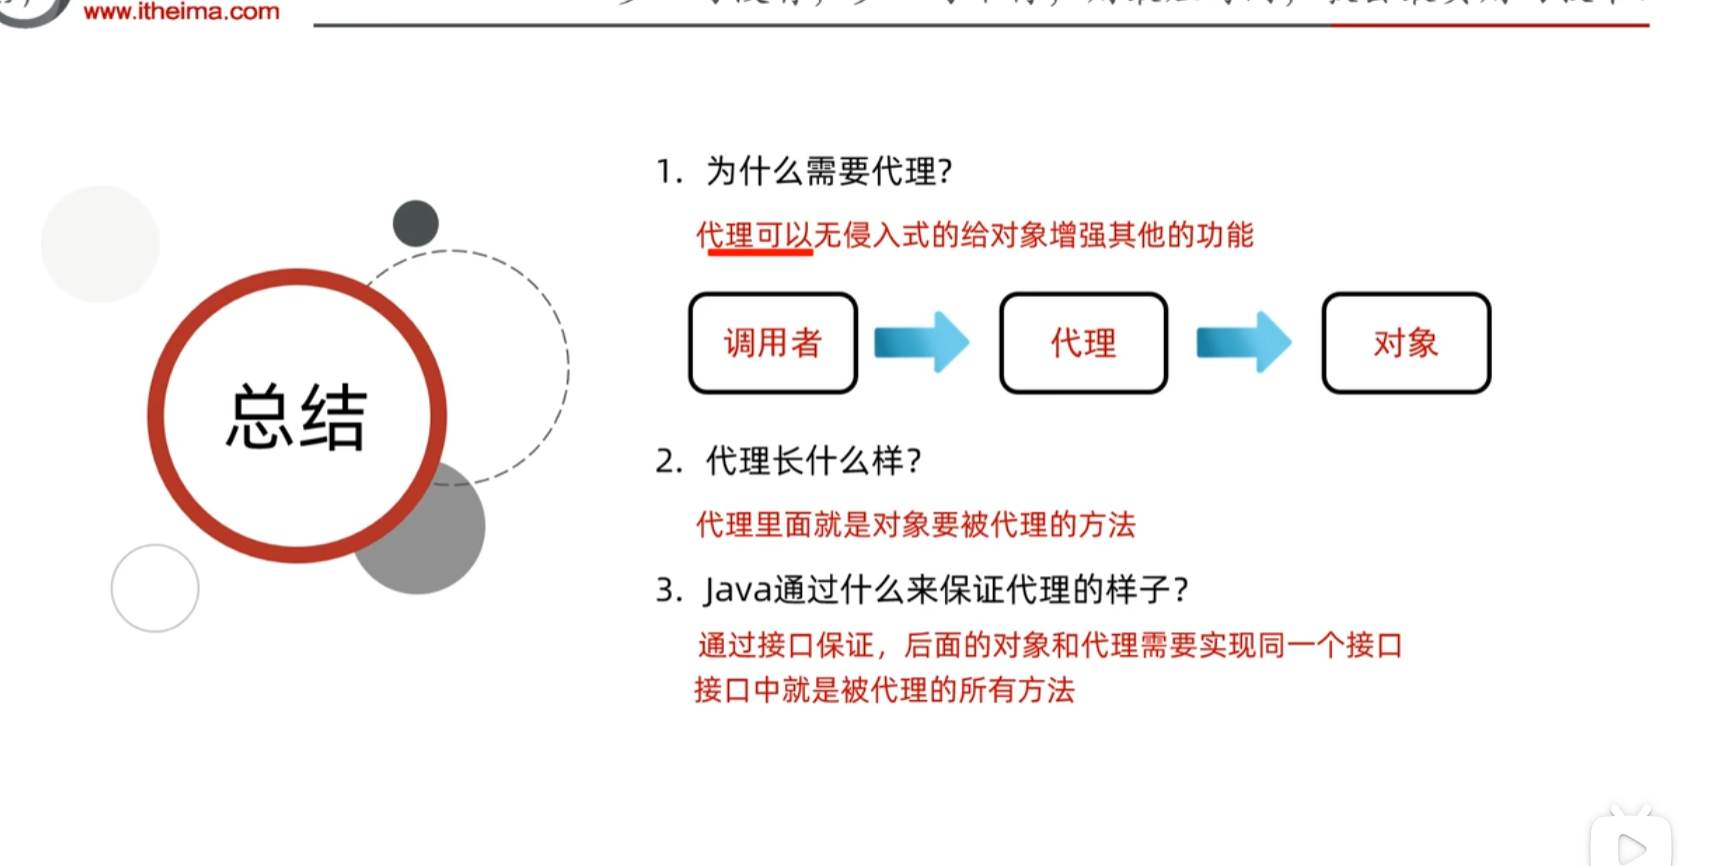 www.itheima.com
1. 为什么需要代理?
代理可以无侵入式的给对象增强其他的功能
调用者
代理
对象
总结
2. 代理长什么样?
代理里面就是对象要被代理的方法
3. Java通过什么来保证代理的样子?
通过接口保证，后面的对象和代理需要实现同一个接口
接口中就是被代理的所有方法